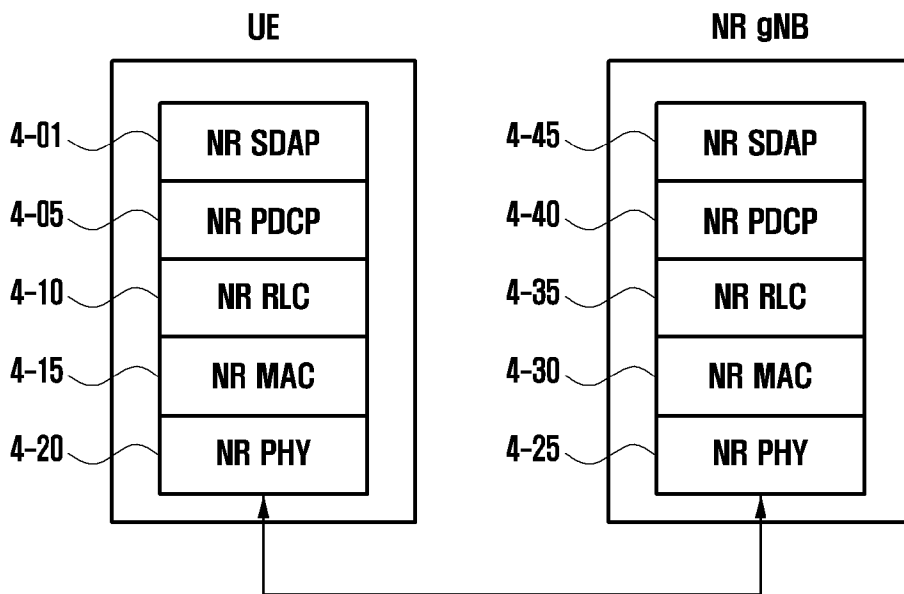 UE
4-01 NR SDAP
4-05 NR PDCP
4-10 NR RLC
4-15 NR MAC
4-20 NR PHY
NR gNB
4-45 NR SDAP
4-40 NR PDCP
4-35 NR RLC
4-30 NR MAC
4-25 NR PHY